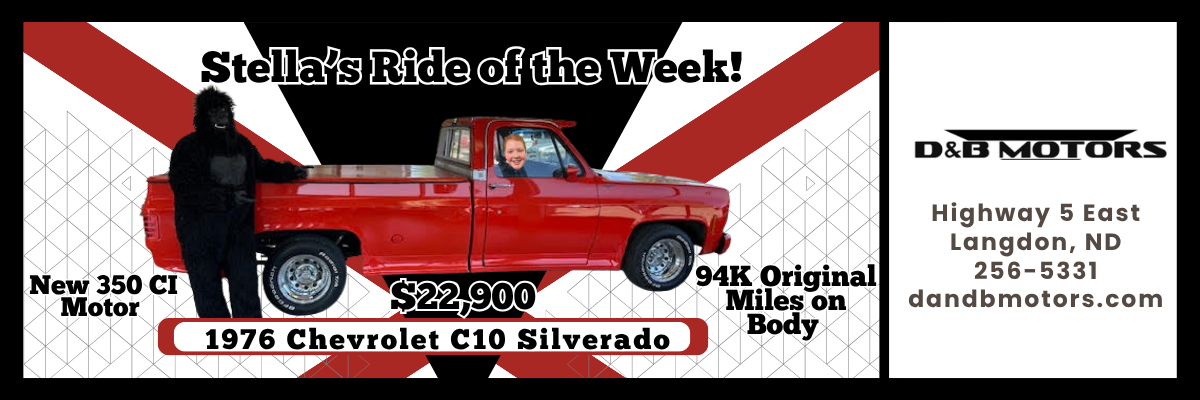 Stella's Ride of the Week!
New 350 CI
Motor
$22,900
94K Original
Miles on
Body
1976 Chevrolet C10 Silverado
D&B MOTORS
Highway 5 East
Langdon, ND
256-5331
dandbmotors.com